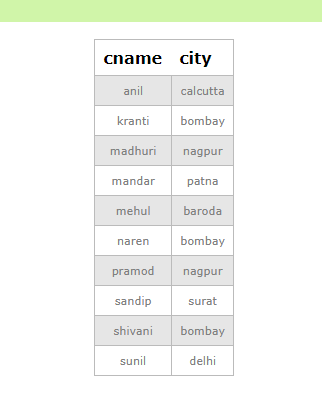 cname city
anil calcutta
kranti bombay
madhuri nagpur
mandar patna
mehul baroda
naren bombay
pramod nagpur
sandip surat
shivani bombay
sunil delhi